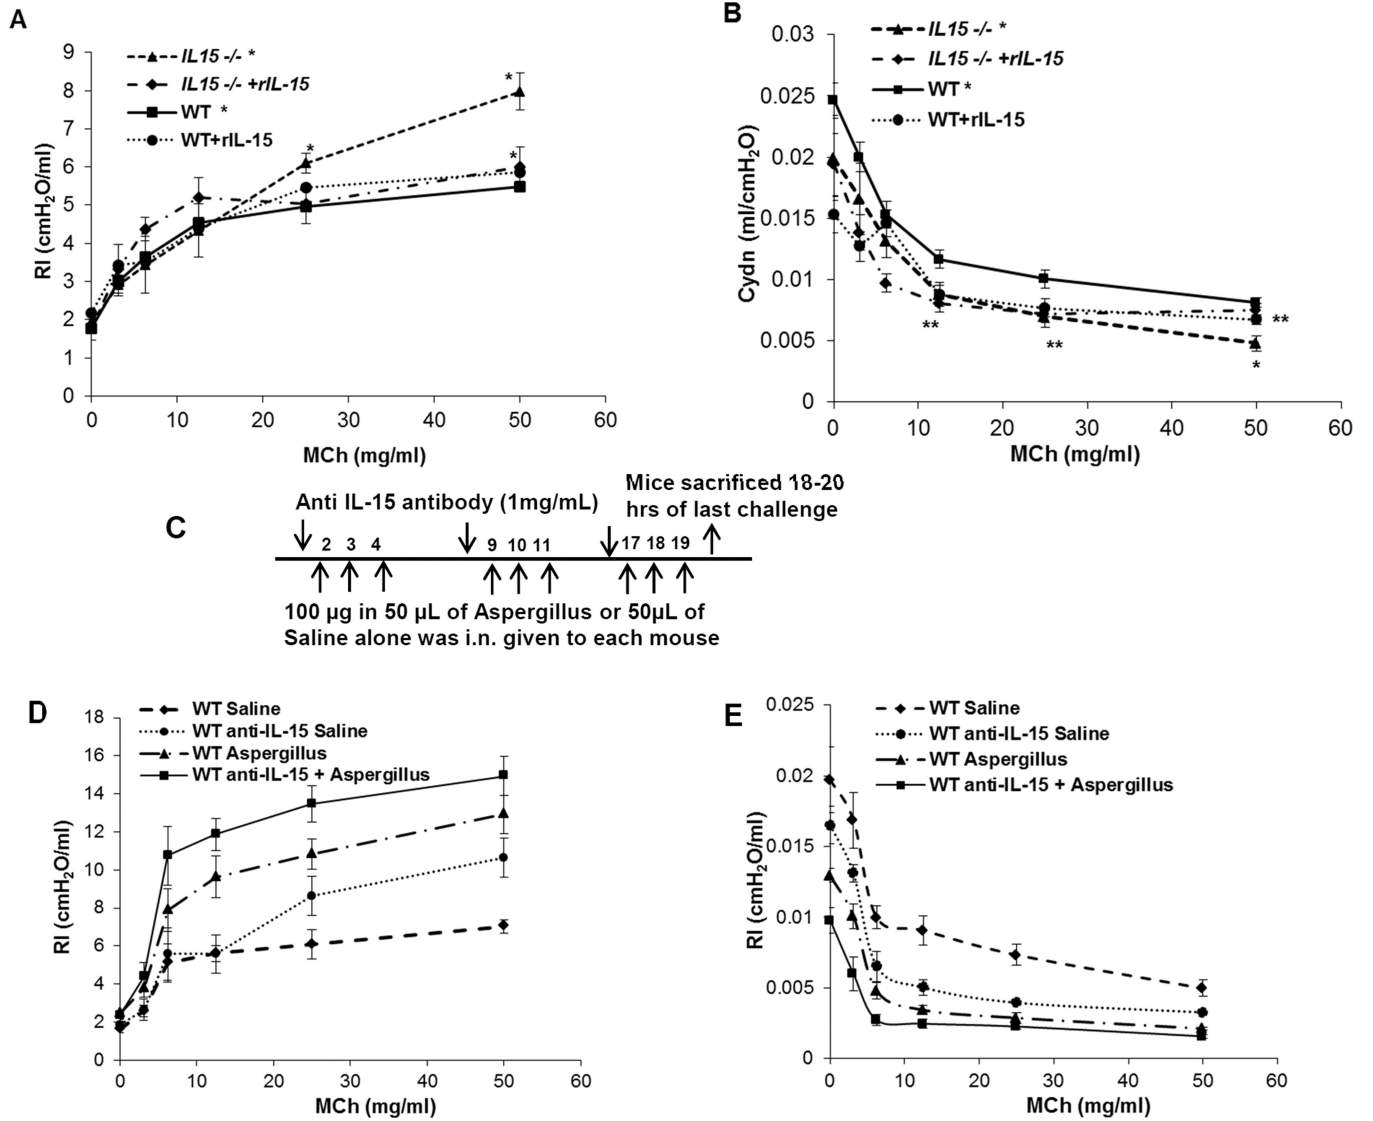 A
IL15 -/- *
IL15 -/- +rIL-15
WT *
WT+rIL-15
9
8
7
6
5
4
3
2
1
0
RI (cmH2O/ml)
*
*
*
0 10 20 30 40 50 60
MCh (mg/ml)
B
IL15 -/- *
IL15 -/- +rIL-15
WT *
WT+rIL-15
0.03
0.025
0.02
0.015
0.01
0.005
0
Cydn (ml/cmH2O)
**
**
**
*
0 10 20 30 40 50 60
MCh (mg/ml)
C
Anti IL-15 antibody (1mg/mL)
Mice sacrificed 18-20
hrs of last challenge
2 3 4 9 10 11 17 18 19
100 µg in 50 µL of Aspergillus or 50µL of
Saline alone was i.n. given to each mouse
D
WT Saline
WT anti-IL-15 Saline
WT Aspergillus
WT anti-IL-15 + Aspergillus
18
16
14
12
10
8
6
4
2
0
RI (cmH2O/ml)
0 10 20 30 40 50 60
MCh (mg/ml)
E
WT Saline
WT anti-IL-15 Saline
WT Aspergillus
WT anti-IL-15 + Aspergillus
0.025
0.02
0.015
0.01
0.005
0
RI (cmH2O/ml)
0 10 20 30 40 50 60
MCh (mg/ml)